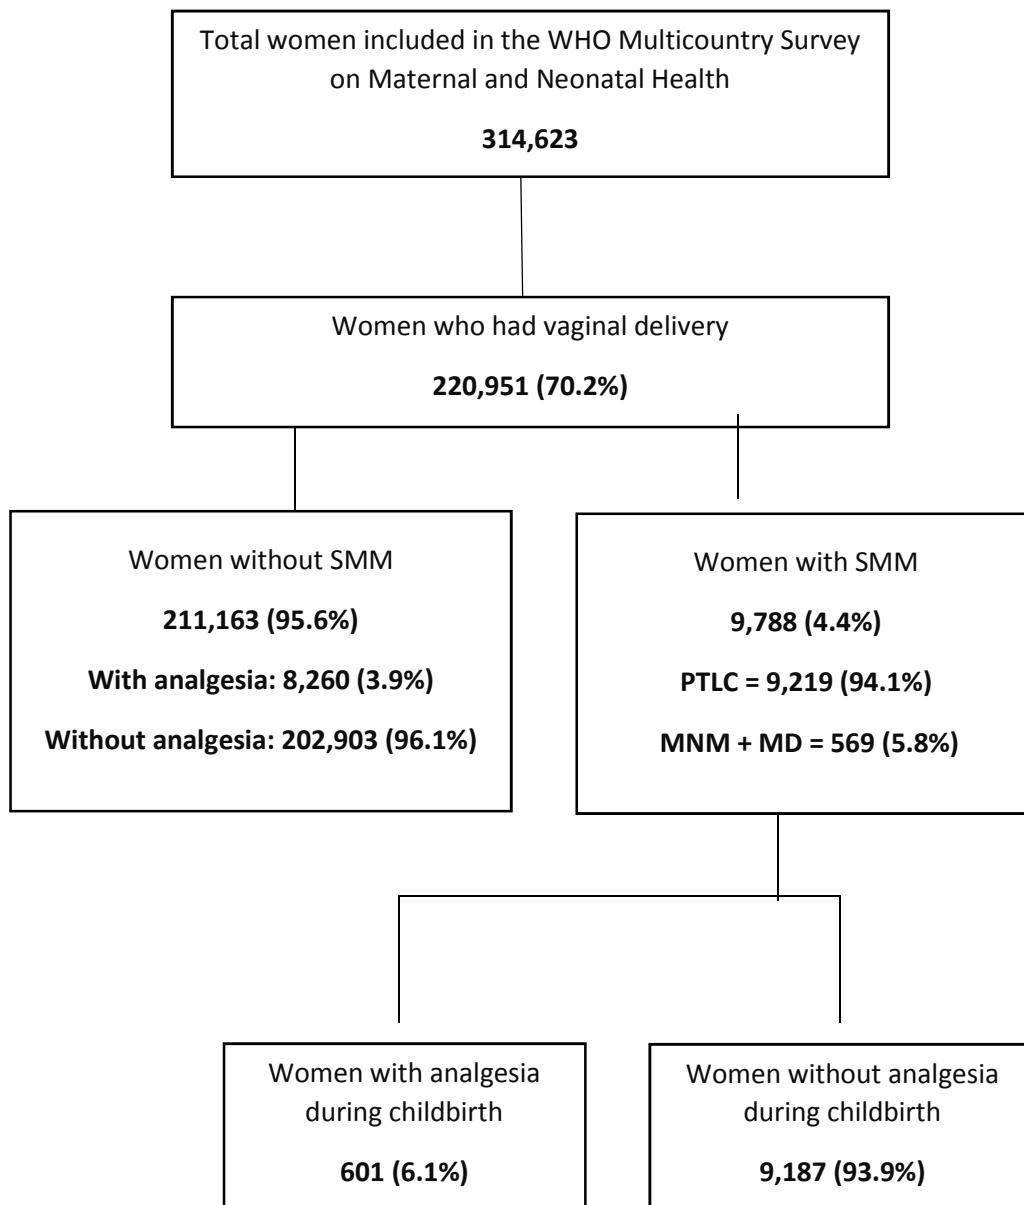 Total women included in the WHO Multicountry Survey
on Maternal and Neonatal Health
314,623
Women who had vaginal delivery
220,951 (70.2%)
Women without SMM
211,163 (95.6%)
With analgesia: 8,260 (3.9%)
Without analgesia: 202,903 (96.1%)
Women with SMM
9,788 (4.4%)
PTLC = 9,219 (94.1%)
MNM + MD = 569 (5.8%)
Women with analgesia
during childbirth
601 (6.1%)
Women without analgesia
during childbirth
9,187 (93.9%)